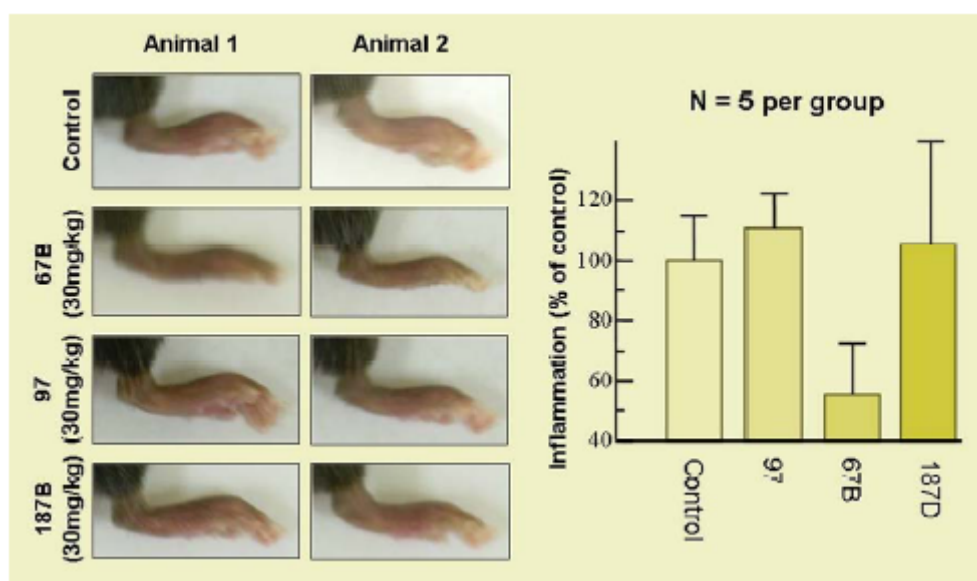 Animal 1
Animal 2
Control
67B
(30mg/kg)
97
(30mg/kg)
187B
(30mg/kg)
N = 5 per group
Inflammation (% of control)
120
100
80
60
40
Control
97
67B
187D